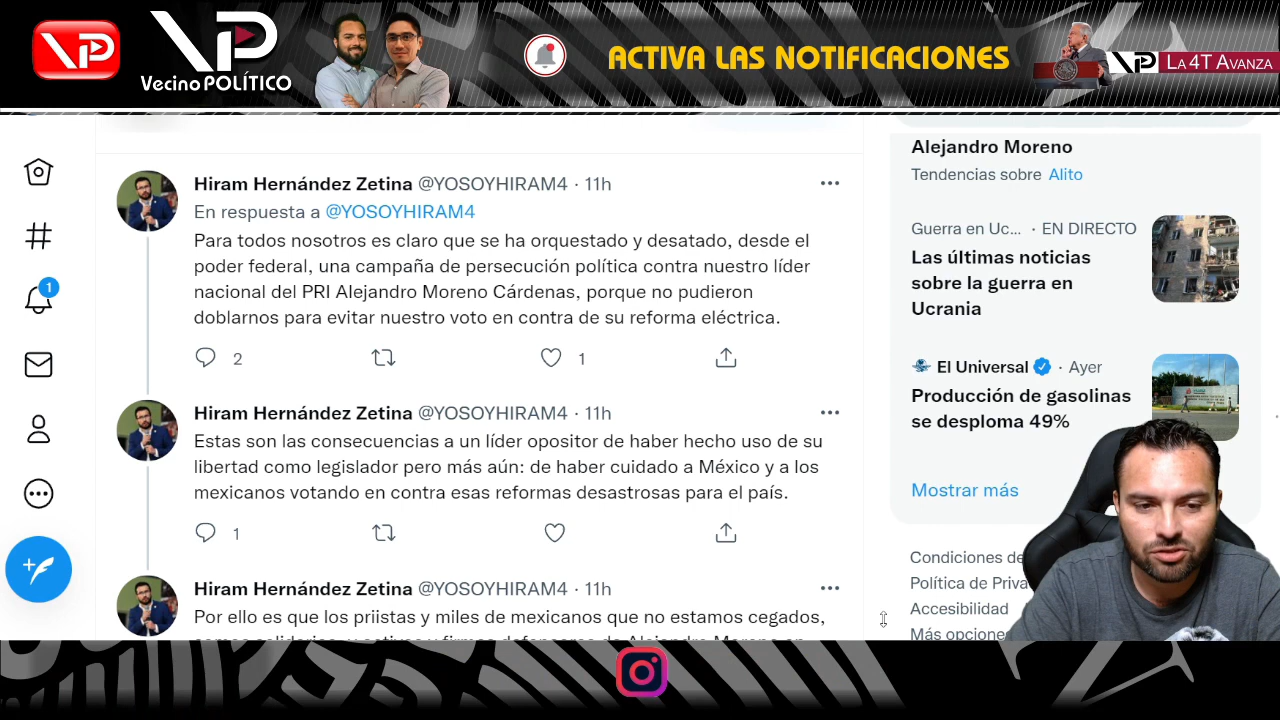 VP
VP
Vecino POLÍTICO
ACTIVA LAS NOTIFICACIONES
VP LA 4T AVANZA
Hiram Hernández Zetina @YOSOYHIRAM4 · 11h
En respuesta a @YOSOYHIRAM4
Para todos nosotros es claro que se ha orquestado y desatado, desde el
poder federal, una campaña de persecución política contra nuestro líder
nacional del PRI Alejandro Moreno Cárdenas, porque no pudieron
doblarnos para evitar nuestro voto en contra de su reforma eléctrica.
2
1
Hiram Hernández Zetina @YOSOYHIRAM4 · 11h
Estas son las consecuencias a un líder opositor de haber hecho uso de su
libertad como legislador pero más aún: de haber cuidado a México y a los
mexicanos votando en contra esas reformas desastrosas para el país.
1
Hiram Hernández Zetina @YOSOYHIRAM4 · 11h
Por ello es que los priistas y miles de mexicanos que no estamos cegados,
1
Alejandro Moreno
Tendencias sobre Alito
Guerra en Uc... · EN DIRECTO
Las últimas noticias
sobre la guerra en
Ucrania
El Universal · Ayer
Producción de gasolinas
se desploma 49%
Mostrar más
Condiciones de
Política de Priva
Accesibilidad
Más opciones